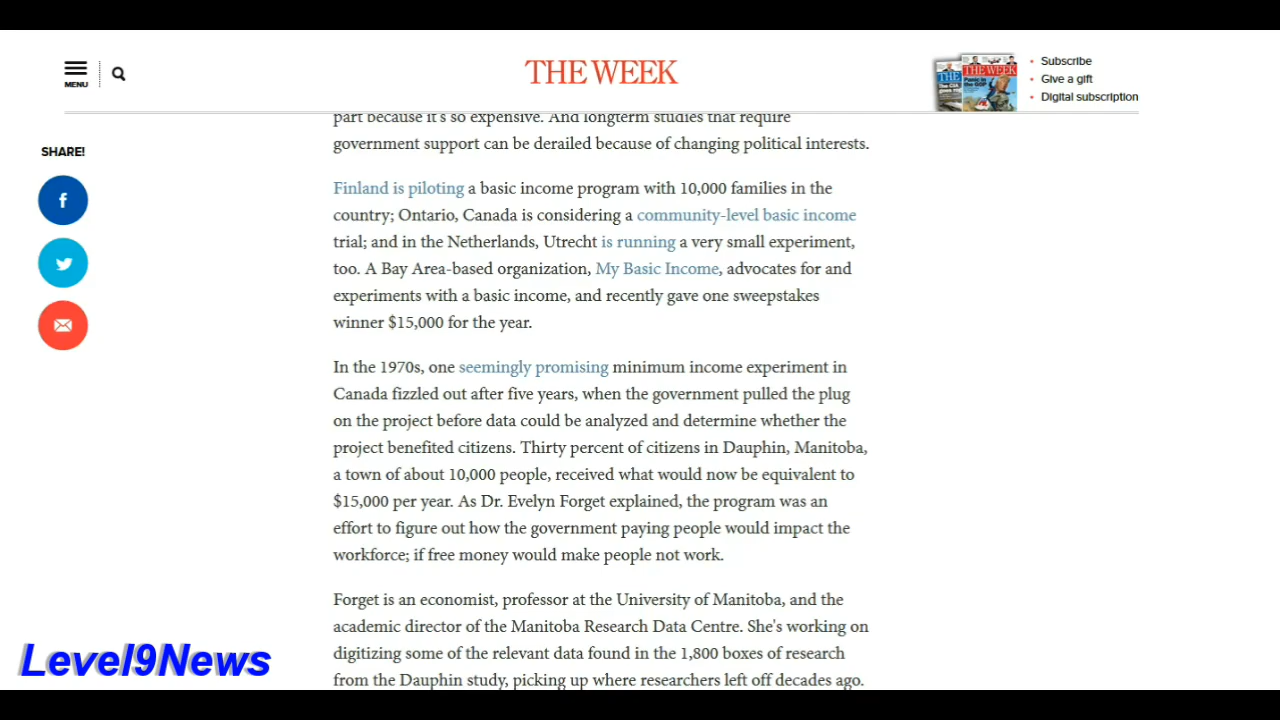 MENU
THE WEEK
THE WEEK
Subscribe
Give a gift
Digital subscription
SHARE!
part because it's so expensive. And longterm studies that require
government support can be derailed because of changing political interests.
Finland is piloting a basic income program with 10,000 families in the
country; Ontario, Canada is considering a community-level basic income
trial; and in the Netherlands, Utrecht is running a very small experiment,
too. A Bay Area-based organization, My Basic Income, advocates for and
experiments with a basic income, and recently gave one sweepstakes
winner $15,000 for the year.
In the 1970s, one seemingly promising minimum income experiment in
Canada fizzled out after five years, when the government pulled the plug
on the project before data could be analyzed and determine whether the
project benefited citizens. Thirty percent of citizens in Dauphin, Manitoba,
a town of about 10,000 people, received what would now be equivalent to
$15,000 per year. As Dr. Evelyn Forget explained, the program was an
effort to figure out how the government paying people would impact the
workforce; if free money would make people not work.
Forget is an economist, professor at the University of Manitoba, and the
academic director of the Manitoba Research Data Centre. She's working on
digitizing some of the relevant data found in the 1,800 boxes of research
from the Dauphin study, picking up where researchers left off decades ago.
Level9News